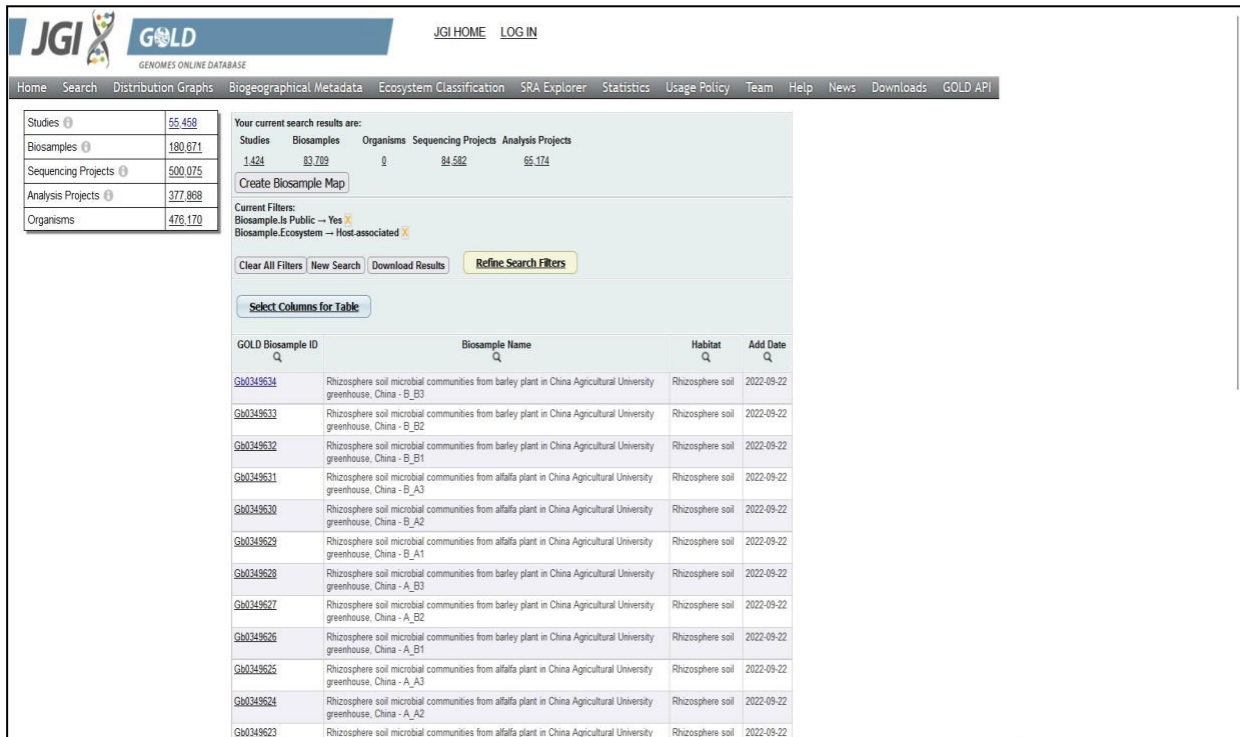 JGI GOLD
GENOMES ONLINE DATABASE
JGI HOME LOG IN
Home Search Distribution Graphs Biogeographical Metadata Ecosystem Classification SRA Explorer Statistics Usage Policy Team Help News Downloads GOLD API
Studies 55,458
Biosamples 180,671
Sequencing Projects 500,075
Analysis Projects 377,868
Organisms 476,170
Your current search results are:
Studies Biosamples Organisms Sequencing Projects Analysis Projects
1,424 83,709 0 84,582 65,174
Create Biosample Map
Current Filters:
Biosample.Is Public → Yes X
Biosample.Ecosystem → Host-associated X
Clear All Filters New Search Download Results Refine Search Filters
Select Columns for Table
GOLD Biosample ID Biosample Name Habitat Add Date
Gb0349634 Rhizosphere soil microbial communities from barley plant in China Agricultural University Rhizosphere soil 2022-09-22
greenhouse, China - B_B3
Gb0349633 Rhizosphere soil microbial communities from barley plant in China Agricultural University Rhizosphere soil 2022-09-22
greenhouse, China - B_B2
Gb0349632 Rhizosphere soil microbial communities from barley plant in China Agricultural University Rhizosphere soil 2022-09-22
greenhouse, China - B_B1
Gb0349631 Rhizosphere soil microbial communities from alfalfa plant in China Agricultural University Rhizosphere soil 2022-09-22
greenhouse, China - B_A3
Gb0349630 Rhizosphere soil microbial communities from alfalfa plant in China Agricultural University Rhizosphere soil 2022-09-22
greenhouse, China - B_A2
Gb0349629 Rhizosphere soil microbial communities from alfalfa plant in China Agricultural University Rhizosphere soil 2022-09-22
greenhouse, China - B_A1
Gb0349628 Rhizosphere soil microbial communities from barley plant in China Agricultural University Rhizosphere soil 2022-09-22
greenhouse, China - A_B3
Gb0349627 Rhizosphere soil microbial communities from barley plant in China Agricultural University Rhizosphere soil 2022-09-22
greenhouse, China - A_B2
Gb0349626 Rhizosphere soil microbial communities from barley plant in China Agricultural University Rhizosphere soil 2022-09-22
greenhouse, China - A_B1
Gb0349625 Rhizosphere soil microbial communities from alfalfa plant in China Agricultural University Rhizosphere soil 2022-09-22
greenhouse, China - A_A3
Gb0349624 Rhizosphere soil microbial communities from alfalfa plant in China Agricultural University Rhizosphere soil 2022-09-22
greenhouse, China - A_A2
Gb0349623 Rhizosphere soil microbial communities from alfalfa plant in China Agricultural University Rhizosphere soil 2022-09-22